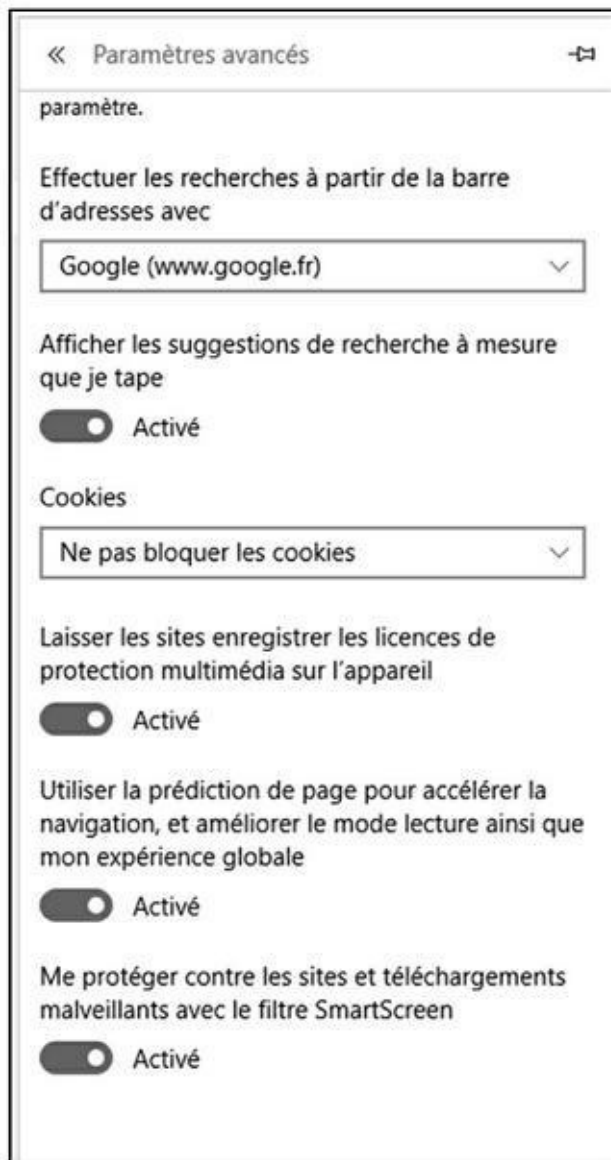 Paramètres avancés
paramètre.
Effectuer les recherches à partir de la barre
d'adresses avec
Google (www.google.fr)
Afficher les suggestions de recherche à mesure
que je tape
Activé
Cookies
Ne pas bloquer les cookies
Laisser les sites enregistrer les licences de
protection multimédia sur l'appareil
Activé
Utiliser la prédiction de page pour accélérer la
navigation, et améliorer le mode lecture ainsi que
mon expérience globale
Activé
Me protéger contre les sites et téléchargements
malveillants avec le filtre SmartScreen
Activé